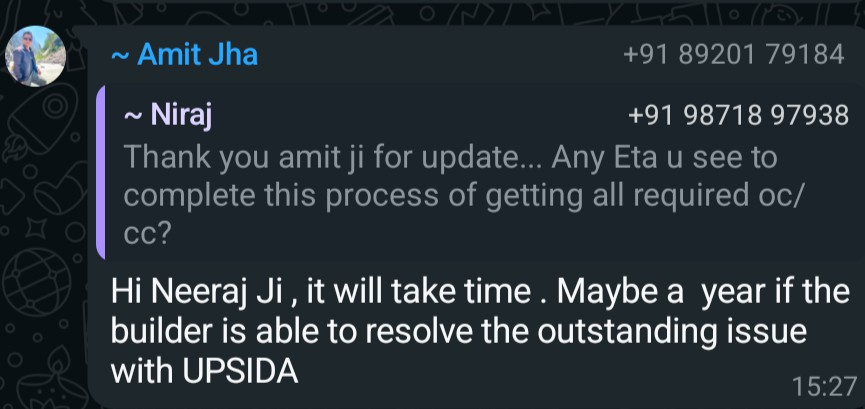 ~ Amit Jha +91 89201 79184
~ Niraj +91 98718 97938
Thank you amit ji for update... Any Eta u see to
complete this process of getting all required oc/
cc?
Hi Neeraj Ji , it will take time . Maybe a  year if the
builder is able to resolve the outstanding issue
with UPSIDA
15:27